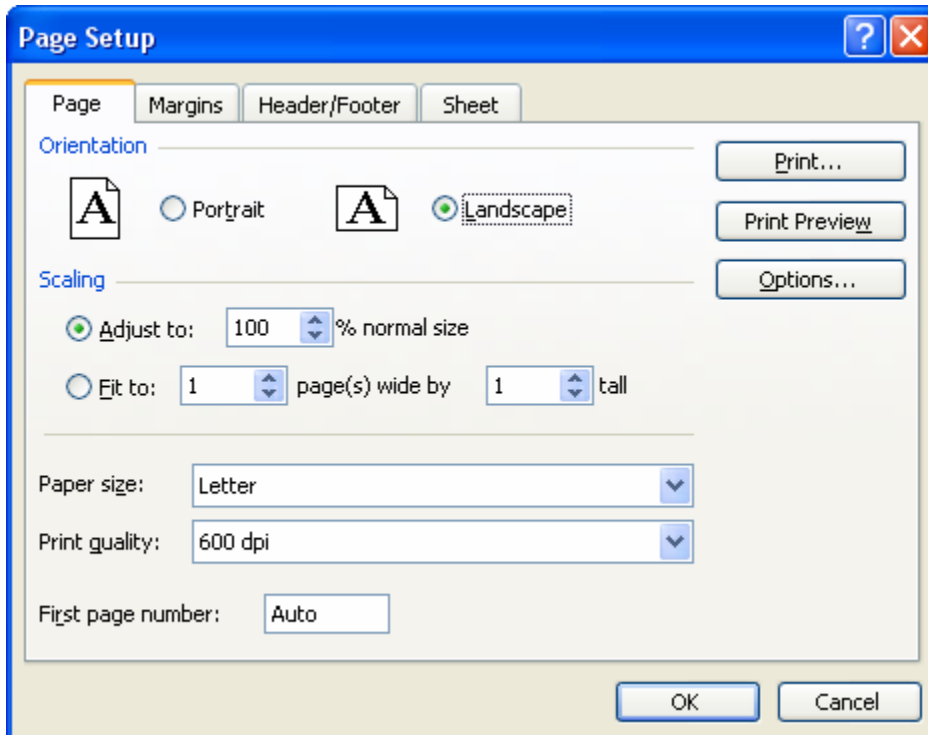 Page Setup ?
Page Margins Header/Footer Sheet
Orientation
Print...
A Portrait A Landscape
Print Preview
Scaling
Options...
Adjust to: 100 % normal size
Fit to: 1 page(s) wide by 1 tall
Paper size: Letter
Print quality: 600 dpi
First page number: Auto
OK Cancel